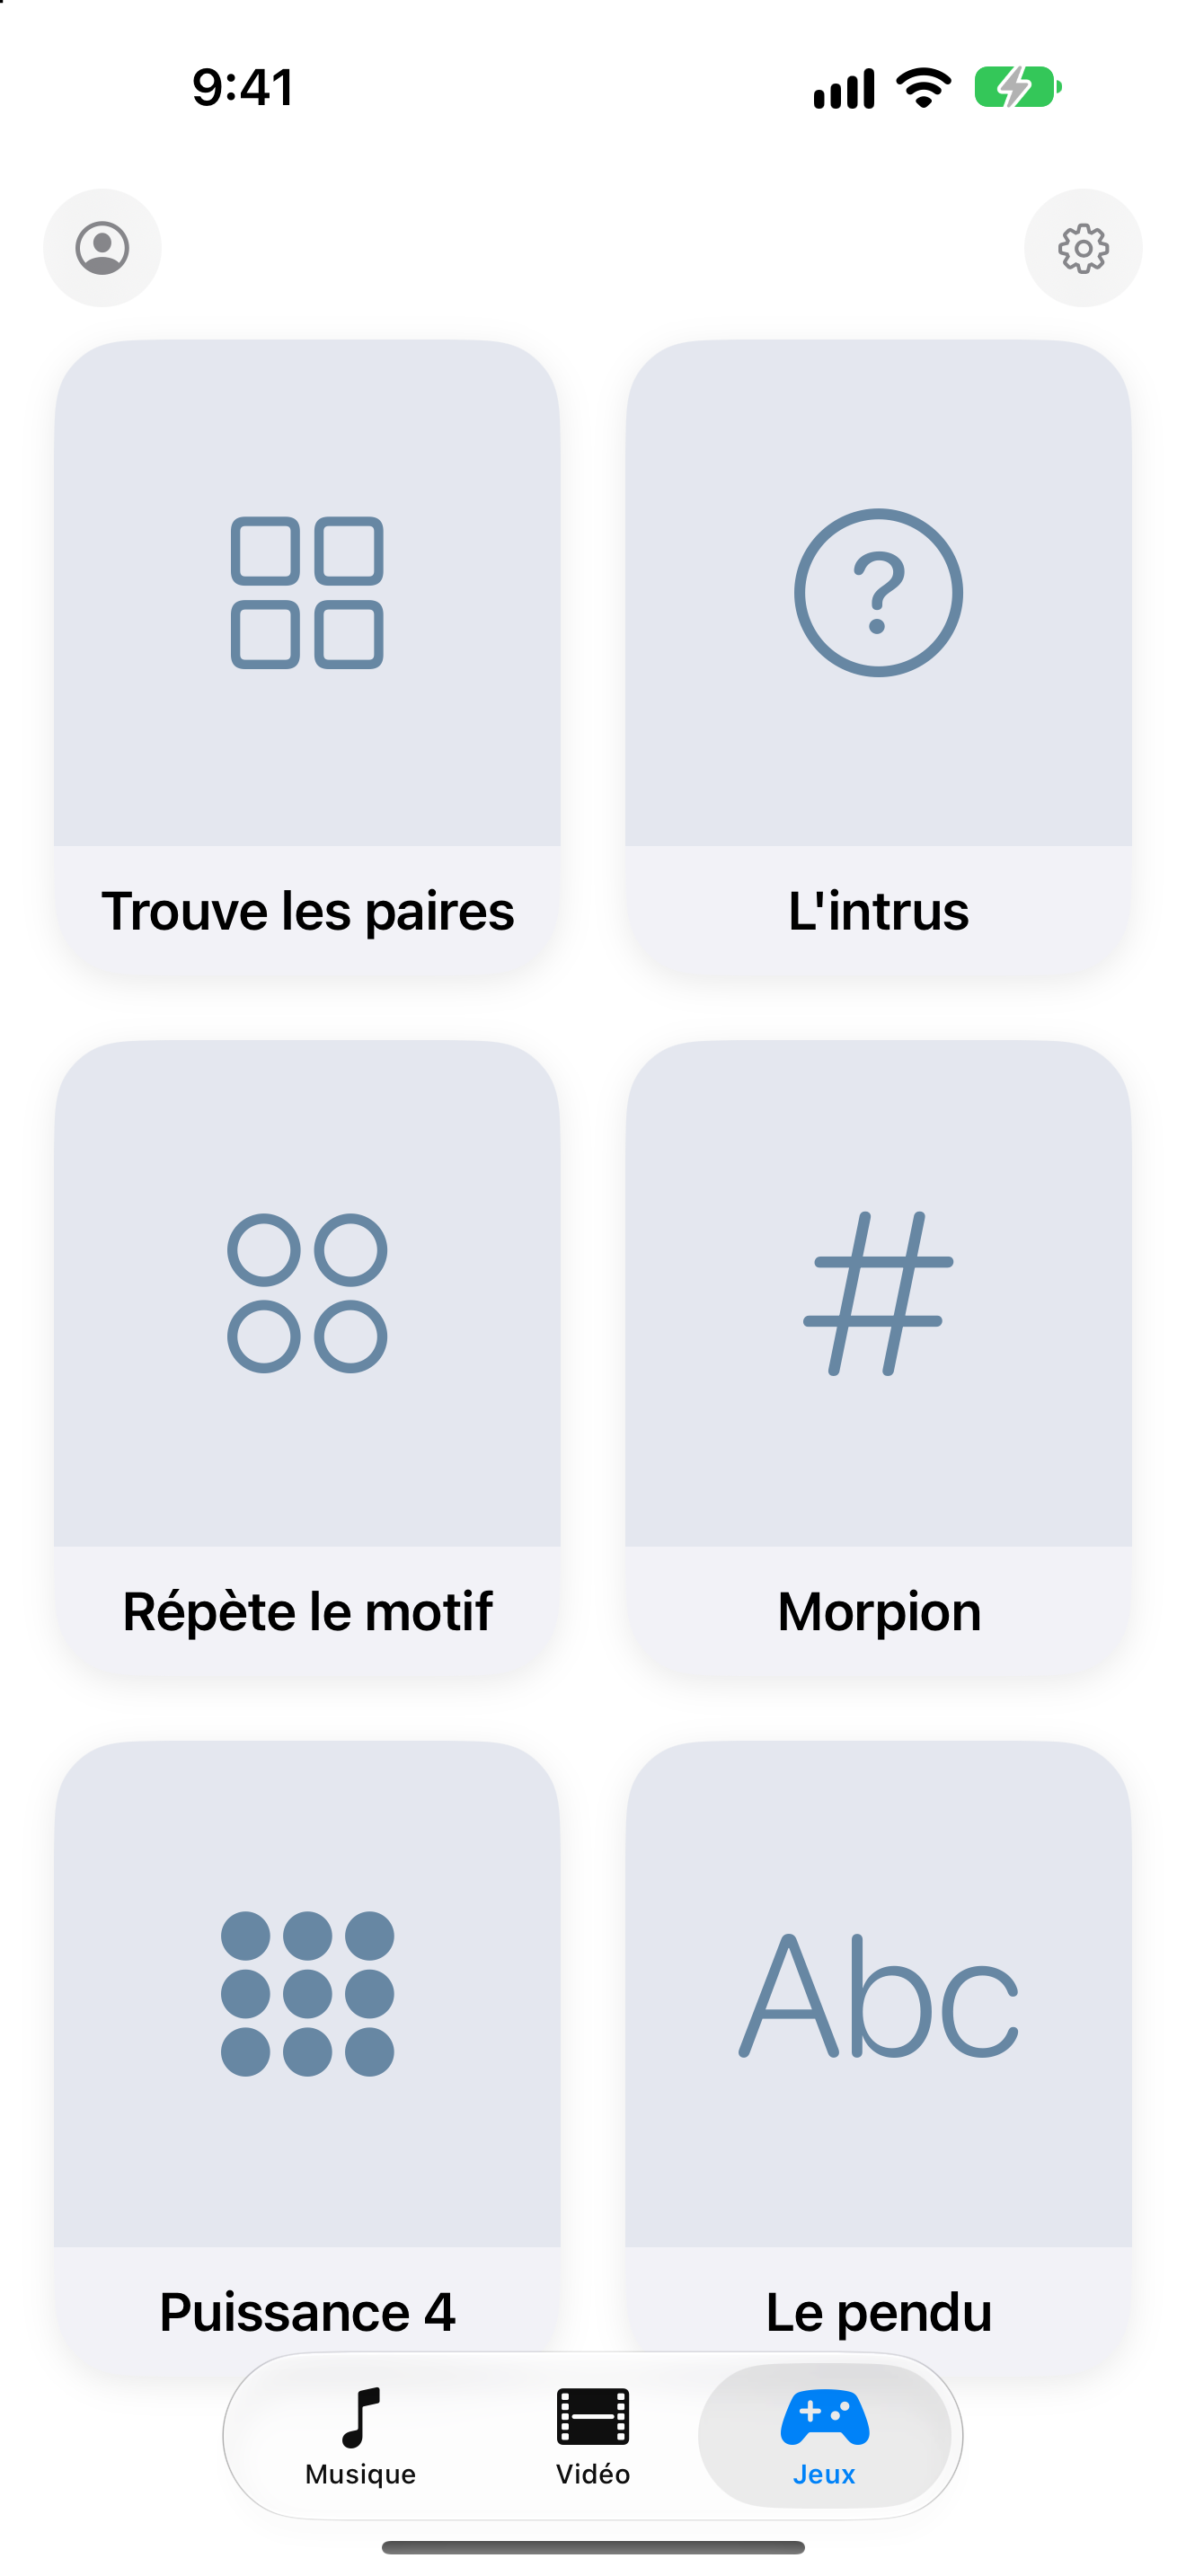 9:41
Trouve les paires
L'intrus
Répète le motif
Morpion
Abc
Puissance 4
Le pendu
Musique
Vidéo
Jeux